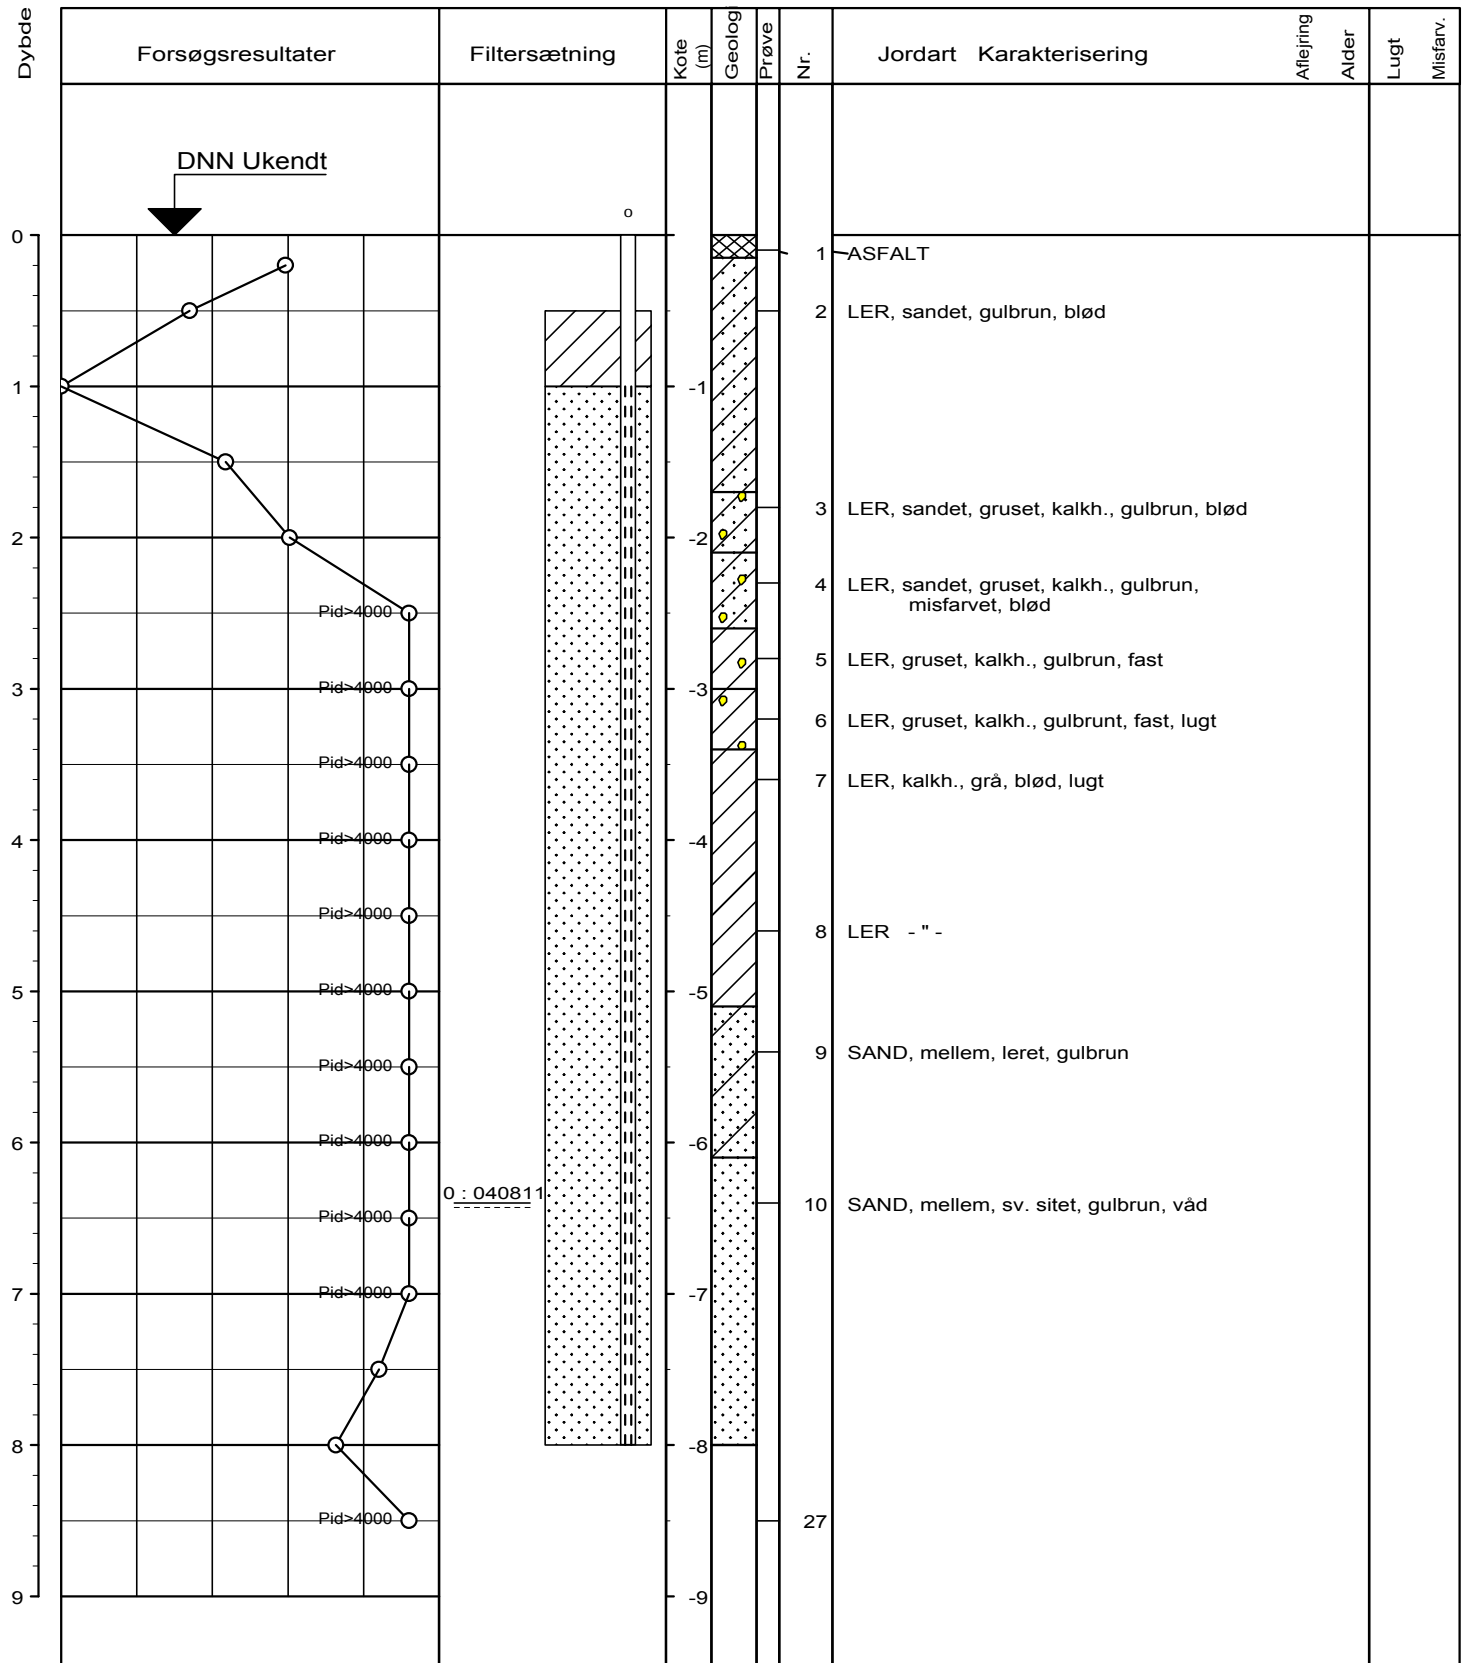 Dybde
Forsøgsresultater
Filtersætning
Kote
(m)
Geologi
Prøve
Nr.
Jordart Karakterisering
Aflejring
Alder
Lugt
Misfarv.
DNN Ukendt
o
0
1 ASFALT
2 LER, sandet, gulbrun, blød
1 -1
3 LER, sandet, gruset, kalkh., gulbrun, blød
2 -2
4 LER, sandet, gruset, kalkh., gulbrun,
misfarvet, blød
Pid>4000
5 LER, gruset, kalkh., gulbrun, fast
3 Pid>4000 -3
6 LER, gruset, kalkh., gulbrunt, fast, lugt
Pid>4000
7 LER, kalkh., grå, blød, lugt
4 Pid>4000 -4
Pid>4000
8 LER - " -
5 Pid>4000 -5
9 SAND, mellem, leret, gulbrun
Pid>4000
6 Pid>4000 -6
0 : 040811
10 SAND, mellem, sv. sitet, gulbrun, våd
Pid>4000
7 Pid>4000 -7
8 -8
Pid>4000 27
9 -9